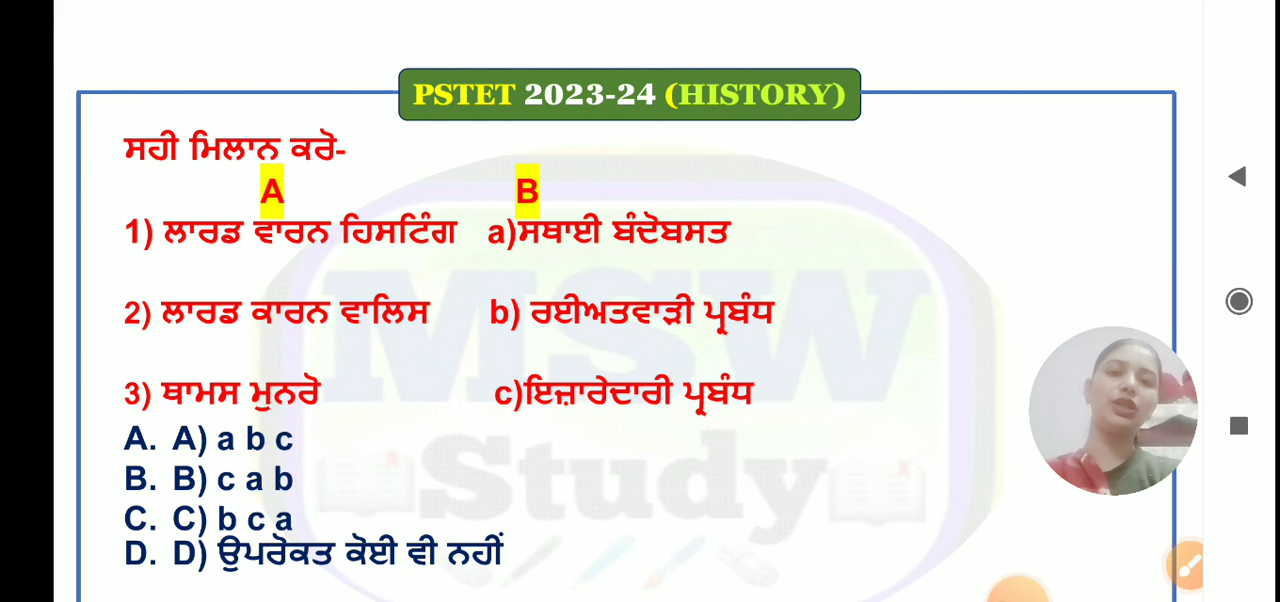 PSTET 2023-24 (HISTORY)
ਸਹੀ ਮਿਲਾਨ ਕਰੋ-
A B
1) ਲਾਰਡ ਵਾਰਨ ਹਿਸਟਿੰਗ a)ਸਥਾਈ ਬੰਦੋਬਸਤ
2) ਲਾਰਡ ਕਾਰਨ ਵਾਲਿਸ b) ਰਈਅਤਵਾੜੀ ਪ੍ਰਬੰਧ
3) ਥਾਮਸ ਮੁਨਰੋ c)ਇਜ਼ਾਰੇਦਾਰੀ ਪ੍ਰਬੰਧ
A. A) a b c
B. B) c a b
C. C) b c a
D. D) ਉਪਰੋਕਤ ਕੋਈ ਵੀ ਨਹੀਂ
MSW
Study